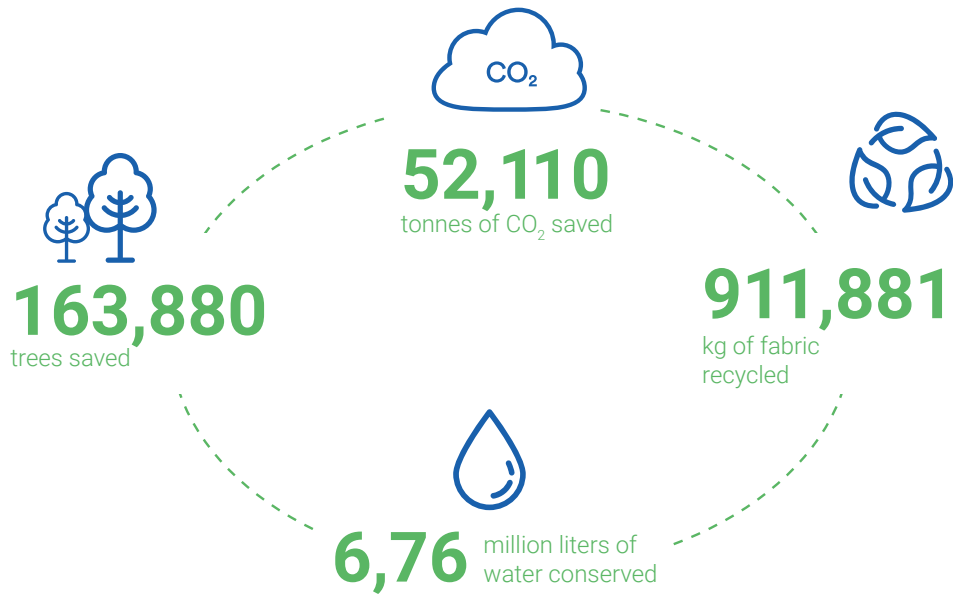 CO₂
52,110
tonnes of CO₂ saved
163,880
trees saved
911,881
kg of fabric
recycled
6,76
million liters of
water conserved